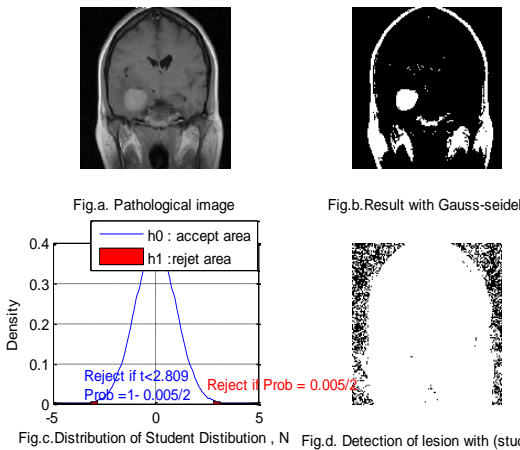 Fig.a. Pathological image
Fig.b.Result with Gauss-seidel
h0 : accept area
h1 :rejet area
0.4
0.3
0.2
0.1
0
Density
Reject if t<2.809
Prob =1- 0.005/2
Reject if Prob = 0.005/2
-5
0
5
Fig.c.Distribution of Student Distibution , N
Fig.d. Detection of lesion with (stud